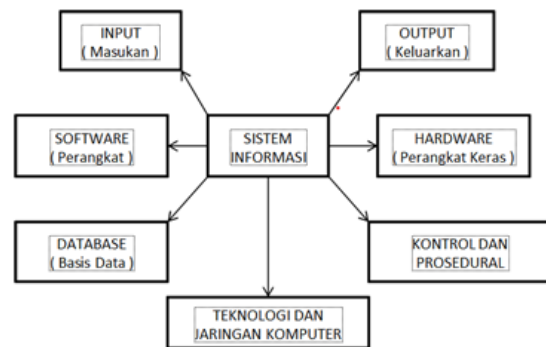 INPUT
( Masukan )
OUTPUT
( Keluarkan )
SOFTWARE
( Perangkat )
SISTEM
INFORMASI
HARDWARE
( Perangkat Keras )
DATABASE
( Basis Data )
KONTROL DAN
PROSEDURAL
TEKNOLOGI DAN
JARINGAN KOMPUTER